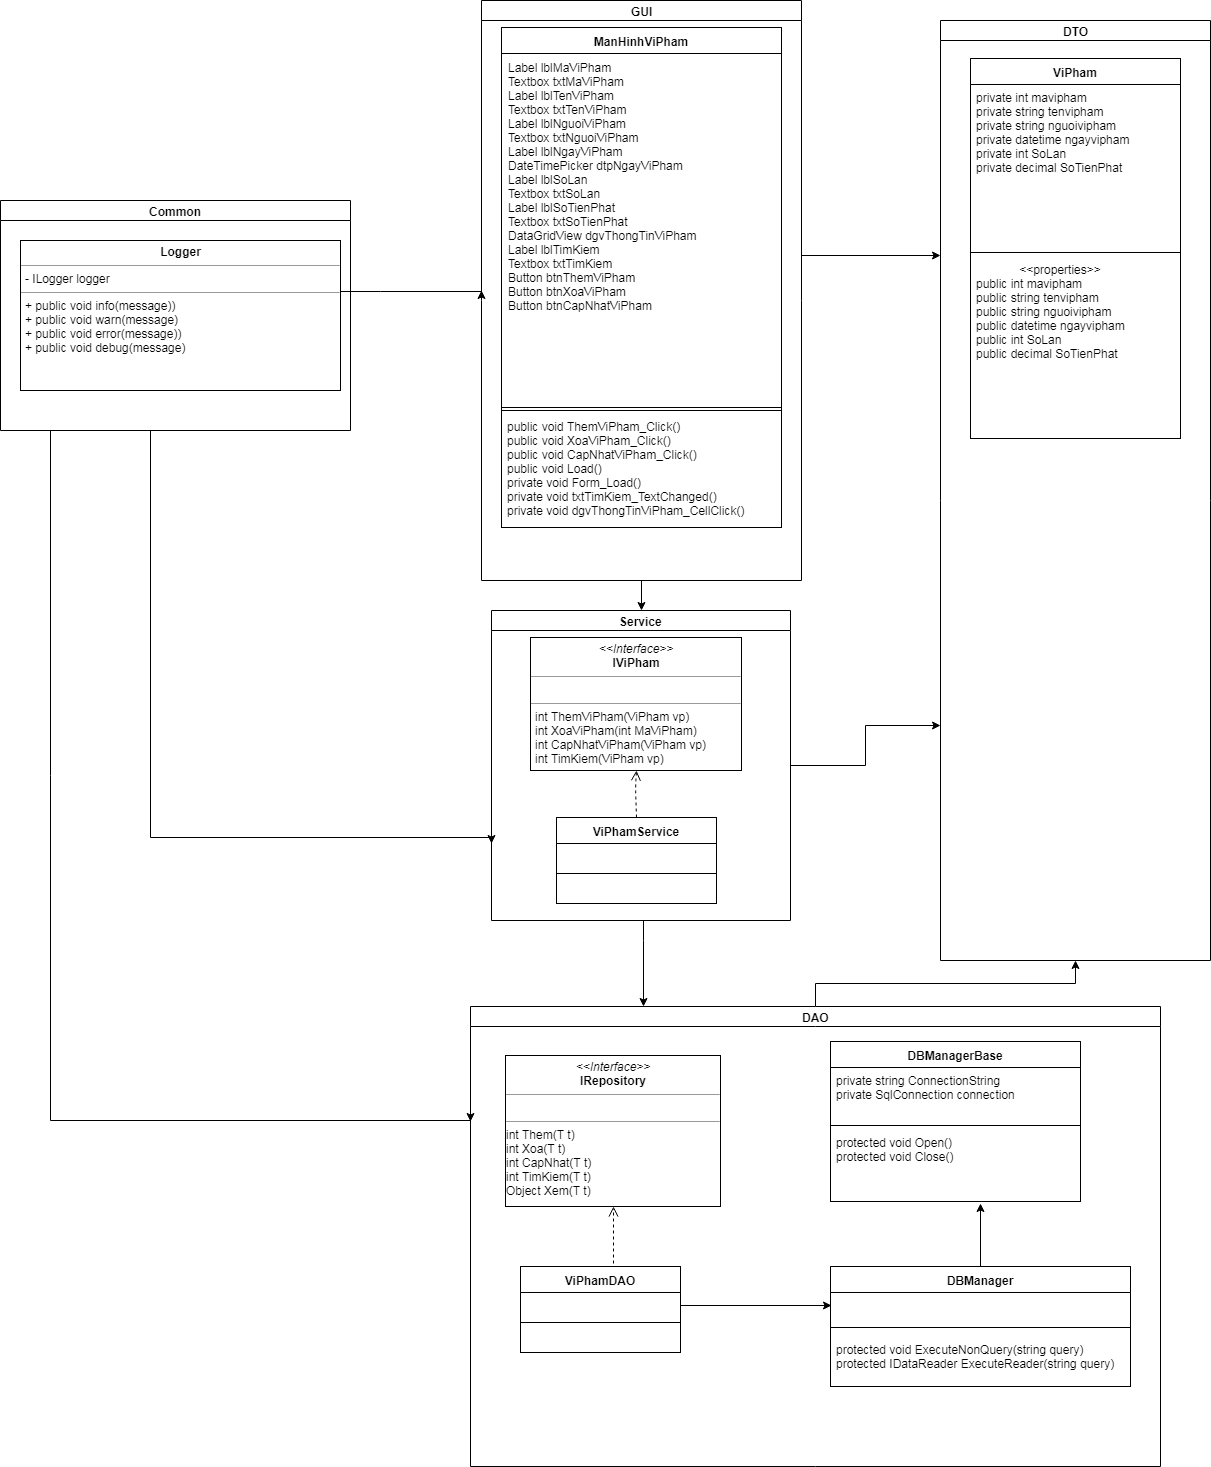 GUI
ManHinhViPham
Label lblMaViPham
Textbox txtMaViPham
Label lblTenViPham
Textbox txtTenViPham
Label lblNguoiViPham
Textbox txtNguoiViPham
Label lblNgayViPham
DateTimePicker dtpNgayViPham
Label lblSoLan
Textbox txtSoLan
Label lblSoTienPhat
Textbox txtSoTienPhat
DataGridView dgvThongTinViPham
Label lblTimKiem
Textbox txtTimKiem
Button btnThemViPham
Button btnXoaViPham
Button btnCapNhatViPham
public void ThemViPham_Click()
public void XoaViPham_Click()
public void CapNhatViPham_Click()
public void Load()
private void Form_Load()
private void txtTimKiem_TextChanged()
private void dgvThongTinViPham_CellClick()
DTO
ViPham
private int mavipham
private string tenvipham
private string nguoivipham
private datetime ngayvipham
private int SoLan
private decimal SoTienPhat
<<properties>>
public int mavipham
public string tenvipham
public string nguoivipham
public datetime ngayvipham
public int SoLan
public decimal SoTienPhat
Common
Logger
- ILogger logger
+ public void info(message))
+ public void warn(message)
+ public void error(message))
+ public void debug(message)
Service
<<Interface>>
IViPham
int ThemViPham(ViPham vp)
int XoaViPham(int MaViPham)
int CapNhatViPham(ViPham vp)
int TimKiem(ViPham vp)
ViPhamService
DAO
<<Interface>>
IRepository
int Them(T t)
int Xoa(T t)
int CapNhat(T t)
int TimKiem(T t)
Object Xem(T t)
DBManagerBase
private string ConnectionString
private SqlConnection connection
protected void Open()
protected void Close()
ViPhamDAO
DBManager
protected void ExecuteNonQuery(string query)
protected IDataReader ExecuteReader(string query)